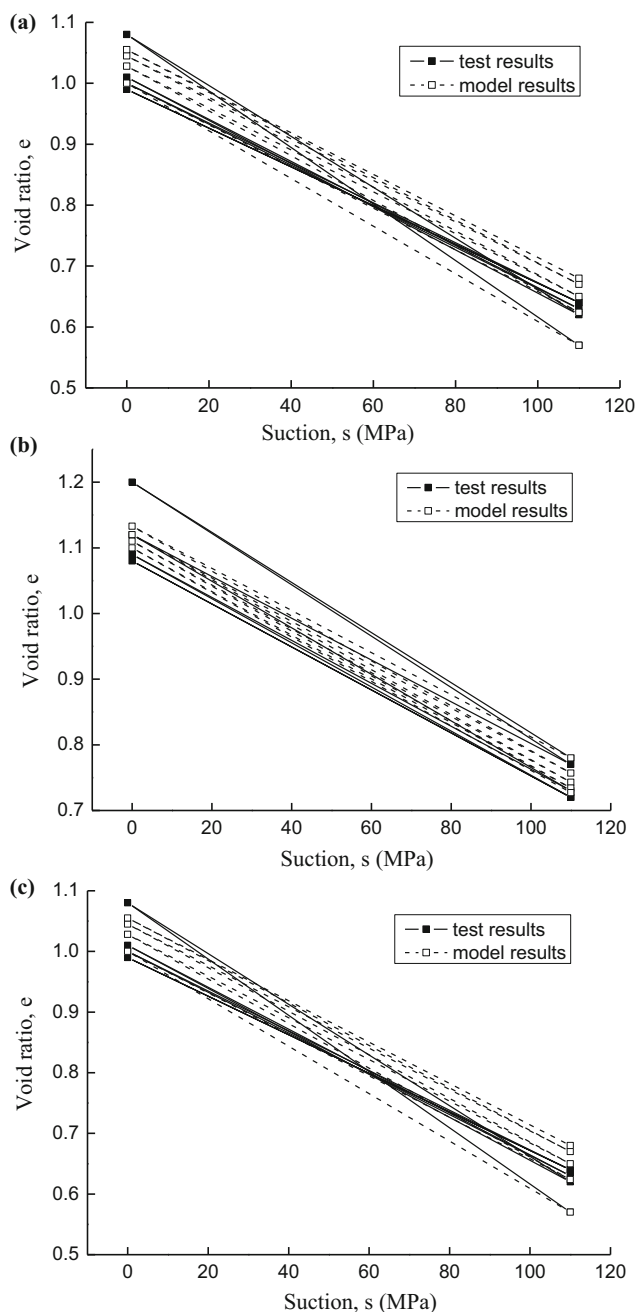 (a)
1.1
1.0
0.9
0.8
0.7
0.6
0.5
Void ratio, e
test results
model results
0 20 40 60 80 100 120
Suction, s (MPa)
(b)
1.2
1.1
1.0
0.9
0.8
0.7
Void ratio, e
test results
model results
0 20 40 60 80 100 120
Suction, s (MPa)
(c)
1.1
1.0
0.9
0.8
0.7
0.6
0.5
Void ratio, e
test results
model results
0 20 40 60 80 100 120
Suction, s (MPa)